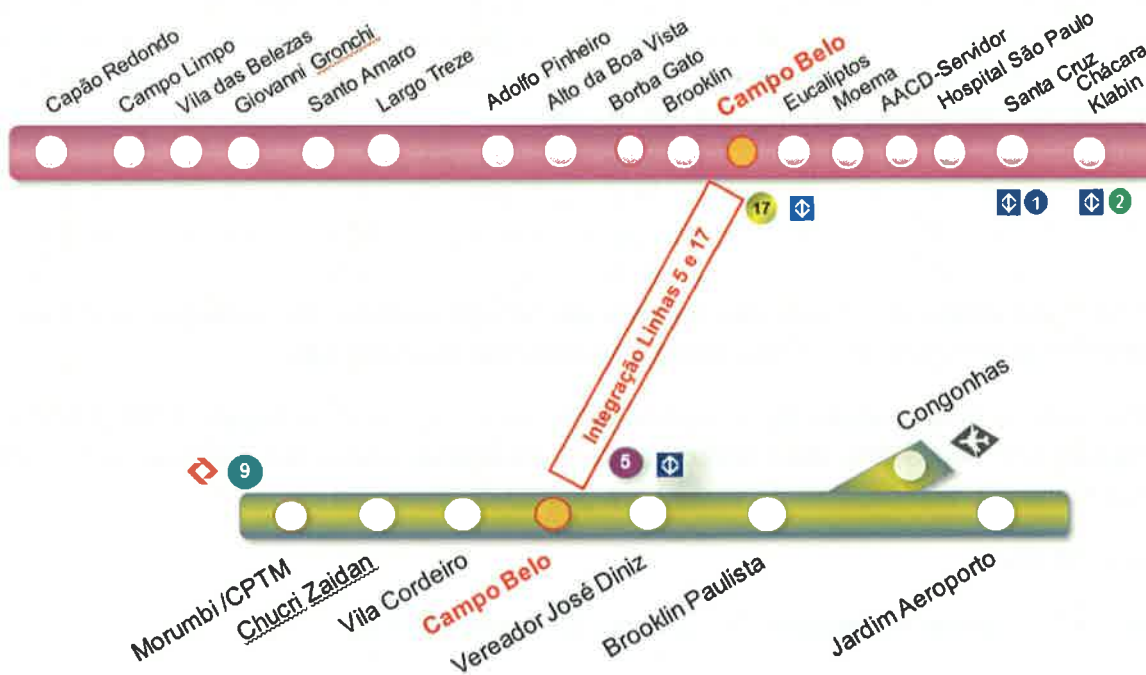 Capão Redondo
Campo Limpo
Vila das Belezas
Giovanni Gronchi
Santo Amaro
Largo Treze
Adolfo Pinheiro
Alto da Boa Vista
Borba Gato
Brooklin
Campo Belo
Eucaliptos
Moema
AACD-Servidor
Hospital São Paulo
Santa Cruz
Chácara
Klabin
17
1
2
Integração Linhas 5 e 17
Congonhas
9
5
Morumbi /CPTM
Chucri Zaidan
Vila Cordeiro
Campo Belo
Vereador José Diniz
Brooklin Paulista
Jardim Aeroporto